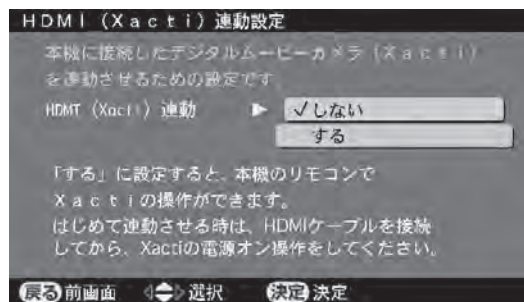 HDMI（Xacti）連動設定
本機に接続したデジタルムービーカメラ（Xacti）
を連動させるための設定です
HDMI（Xacti）連動 ▶ ✓しない
する
「する」に設定すると、本機のリモコンで
Xactiの操作ができます。
はじめて連動させる時は、HDMIケーブルを接続
してから、Xactiの電源オン操作をしてください。
戻る 前画面 選択 決定 決定